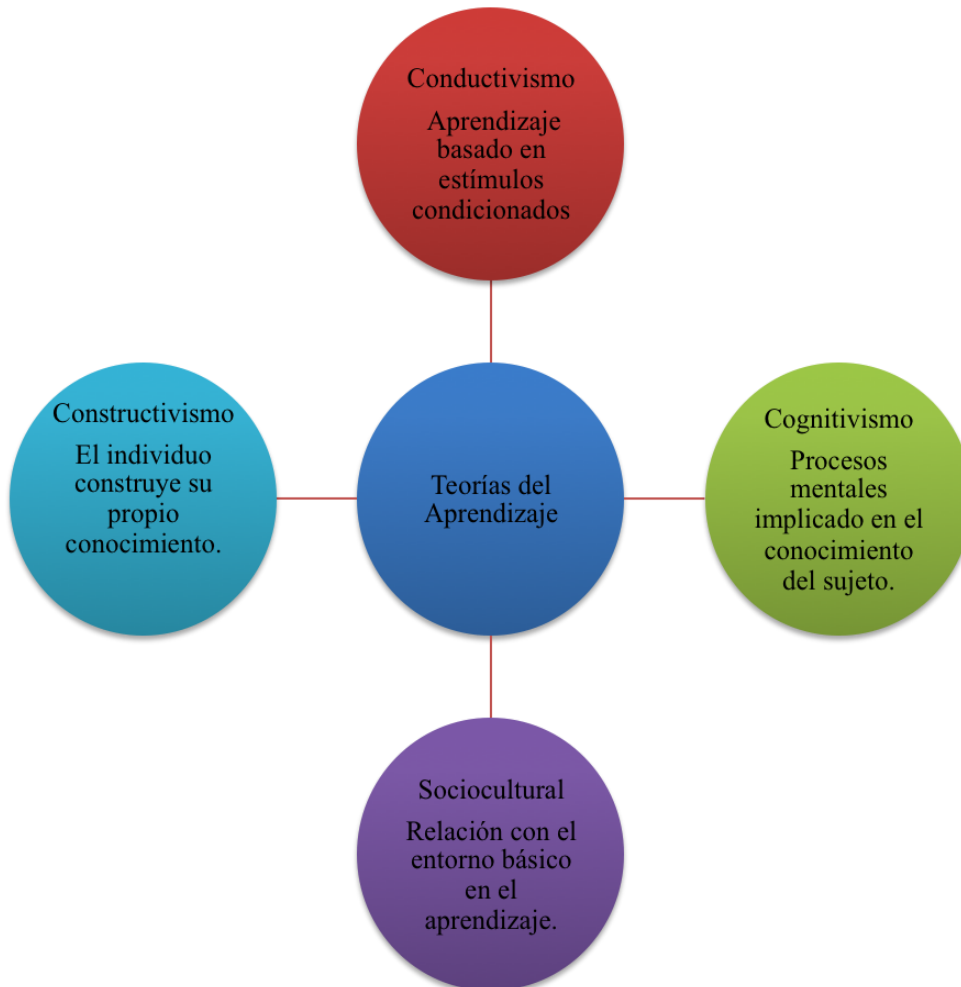 Conductivismo
Aprendizaje
basado en
estímulos
condicionados
Constructivismo
El individuo
construye su
propio
conocimiento.
Teorías del
Aprendizaje
Cognitivismo
Procesos
mentales
implicado en el
conocimiento
del sujeto.
Sociocultural
Relación con el
entorno básico
en el
aprendizaje.